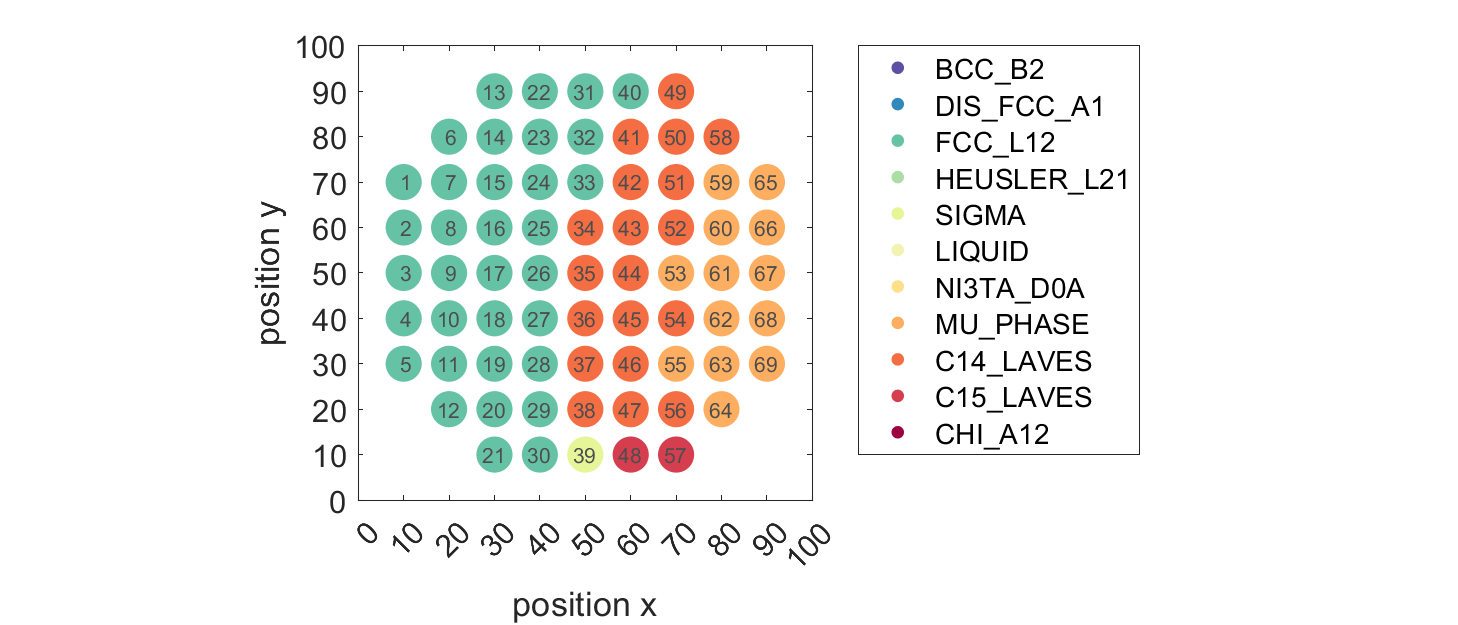 100
90
80
70
60
50
40
30
20
10
0
position y
13 22 31 40 49
6 14 23 32 41 50 58
1 7 15 24 33 42 51 59 65
2 8 16 25 34 43 52 60 66
3 9 17 26 35 44 53 61 67
4 10 18 27 36 45 54 62 68
5 11 19 28 37 46 55 63 69
12 20 29 38 47 56 64
21 30 39 48 57
0 10 20 30 40 50 60 70 80 90 100
position x
BCC_B2
DIS_FCC_A1
FCC_L12
HEUSLER_L21
SIGMA
LIQUID
NI3TA_D0A
MU_PHASE
C14_LAVES
C15_LAVES
CHI_A12